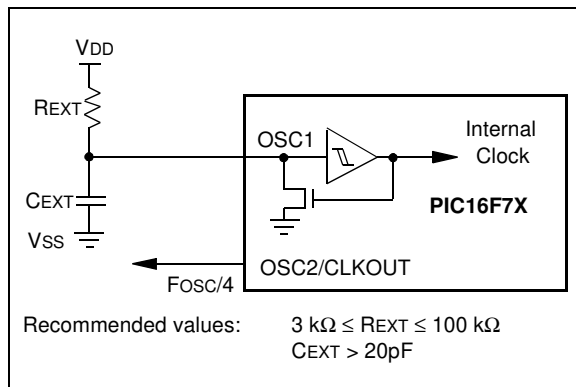 VDD
REXT
OSC1
Internal
Clock
CEXT
PIC16F7X
VSS
OSC2/CLKOUT
FOSC/4
Recommended values: 3 kΩ ≤ REXT ≤ 100 kΩ
CEXT > 20pF